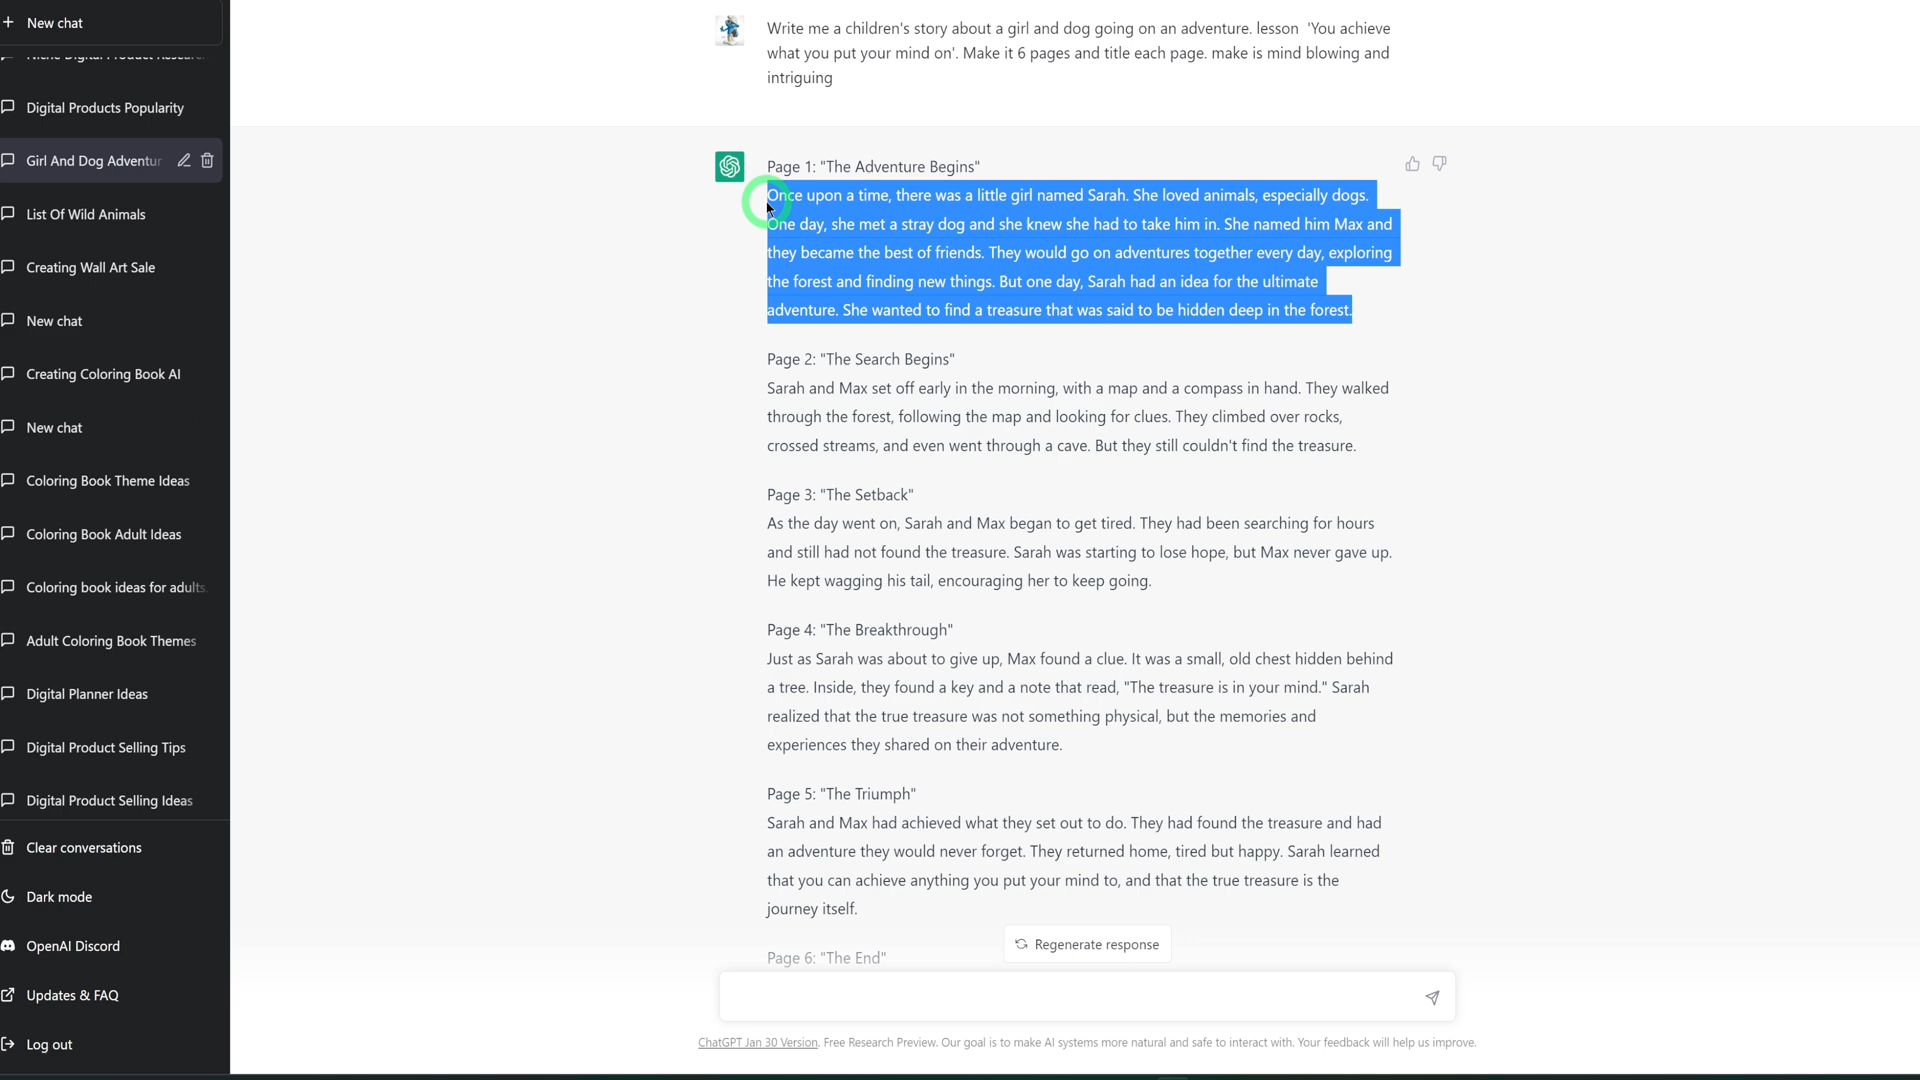 New chat
Niche Digital Product Resear
Digital Products Popularity
Girl And Dog Adventur
List Of Wild Animals
Creating Wall Art Sale
New chat
Creating Coloring Book AI
New chat
Coloring Book Theme Ideas
Coloring Book Adult Ideas
Coloring book ideas for adults.
Adult Coloring Book Themes
Digital Planner Ideas
Digital Product Selling Tips
Digital Product Selling Ideas
Clear conversations
Dark mode
OpenAI Discord
Updates & FAQ
Log out
Write me a children's story about a girl and dog going on an adventure. lesson  'You achieve
what you put your mind on'. Make it 6 pages and title each page. make is mind blowing and
intriguing
Page 1: "The Adventure Begins"
Once upon a time, there was a little girl named Sarah. She loved animals, especially dogs.
One day, she met a stray dog and she knew she had to take him in. She named him Max and
they became the best of friends. They would go on adventures together every day, exploring
the forest and finding new things. But one day, Sarah had an idea for the ultimate
adventure. She wanted to find a treasure that was said to be hidden deep in the forest.
Page 2: "The Search Begins"
Sarah and Max set off early in the morning, with a map and a compass in hand. They walked
through the forest, following the map and looking for clues. They climbed over rocks,
crossed streams, and even went through a cave. But they still couldn't find the treasure.
Page 3: "The Setback"
As the day went on, Sarah and Max began to get tired. They had been searching for hours
and still had not found the treasure. Sarah was starting to lose hope, but Max never gave up.
He kept wagging his tail, encouraging her to keep going.
Page 4: "The Breakthrough"
Just as Sarah was about to give up, Max found a clue. It was a small, old chest hidden behind
a tree. Inside, they found a key and a note that read, "The treasure is in your mind." Sarah
realized that the true treasure was not something physical, but the memories and
experiences they shared on their adventure.
Page 5: "The Triumph"
Sarah and Max had achieved what they set out to do. They had found the treasure and had
an adventure they would never forget. They returned home, tired but happy. Sarah learned
that you can achieve anything you put your mind to, and that the true treasure is the
journey itself.
Page 6: "The End"
Regenerate response
ChatGPT Jan 30 Version. Free Research Preview. Our goal is to make AI systems more natural and safe to interact with. Your feedback will help us improve.